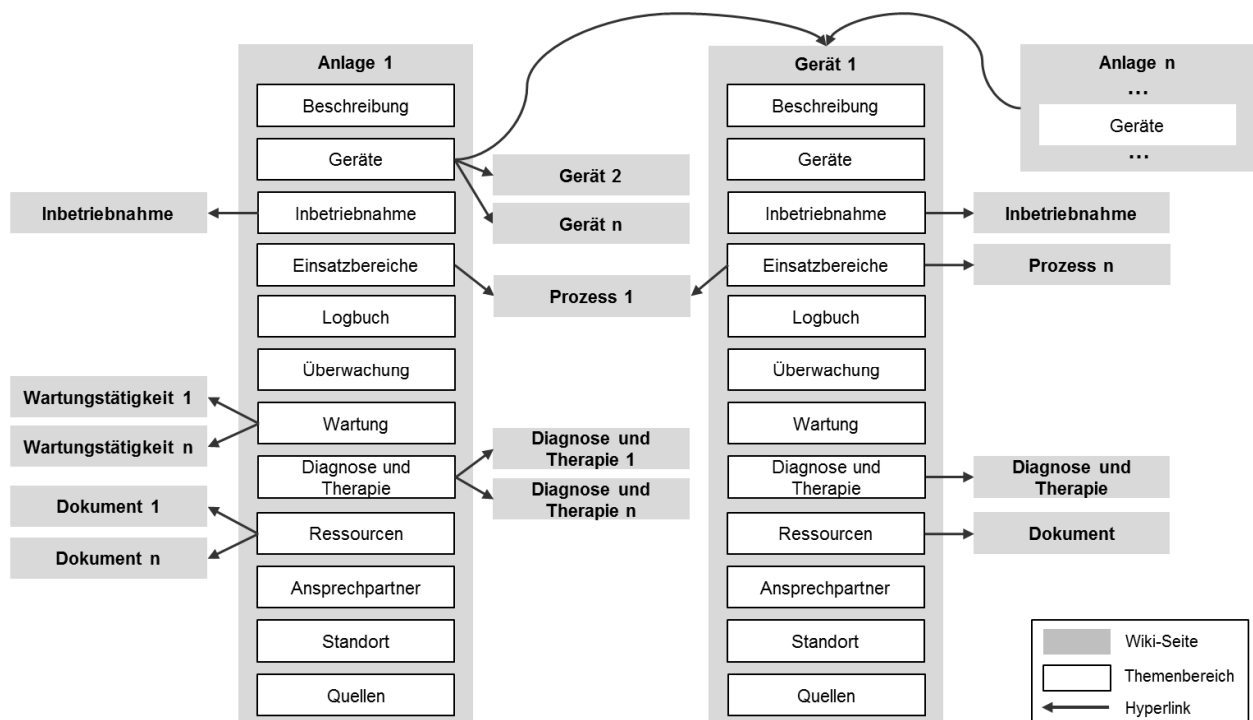 Anlage 1
Beschreibung
Geräte
Inbetriebnahme
Einsatzbereiche
Logbuch
Überwachung
Wartung
Diagnose und
Therapie
Ressourcen
Ansprechpartner
Standort
Quellen
Inbetriebnahme
Wartungstätigkeit 1
Wartungstätigkeit n
Dokument 1
Dokument n
Gerät 2
Gerät n
Prozess 1
Diagnose und
Therapie 1
Diagnose und
Therapie n
Gerät 1
Beschreibung
Geräte
Inbetriebnahme
Einsatzbereiche
Logbuch
Überwachung
Wartung
Diagnose und
Therapie
Ressourcen
Ansprechpartner
Standort
Quellen
Anlage n
...
Geräte
...
Inbetriebnahme
Prozess n
Diagnose und
Therapie
Dokument
Wiki-Seite
Themenbereich
Hyperlink